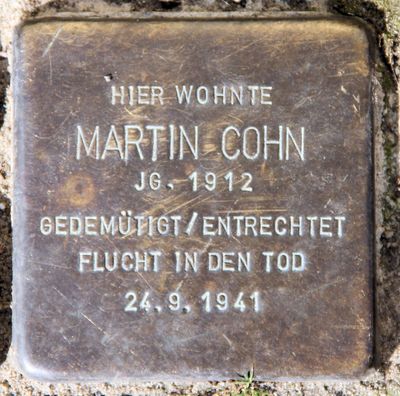 HIER WOHNTE
MARTIN COHN
JG. 1912
GEDEMÜTIGT/ENTRECHTET
FLUCHT IN DEN TOD
24.9.1941